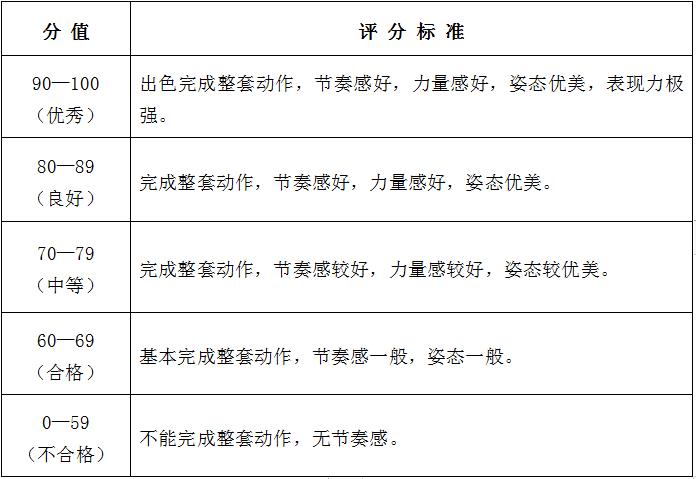 分 值
评 分 标 准
90—100
（优秀）
出色完成整套动作，节奏感好，力量感好，姿态优美，表现力极
强。
80—89
（良好）
完成整套动作，节奏感好，力量感好，姿态优美。
70—79
（中等）
完成整套动作，节奏感较好，力量感较好，姿态较优美。
60—69
（合格）
基本完成整套动作，节奏感一般，姿态一般。
0—59
（不合格）
不能完成整套动作，无节奏感。